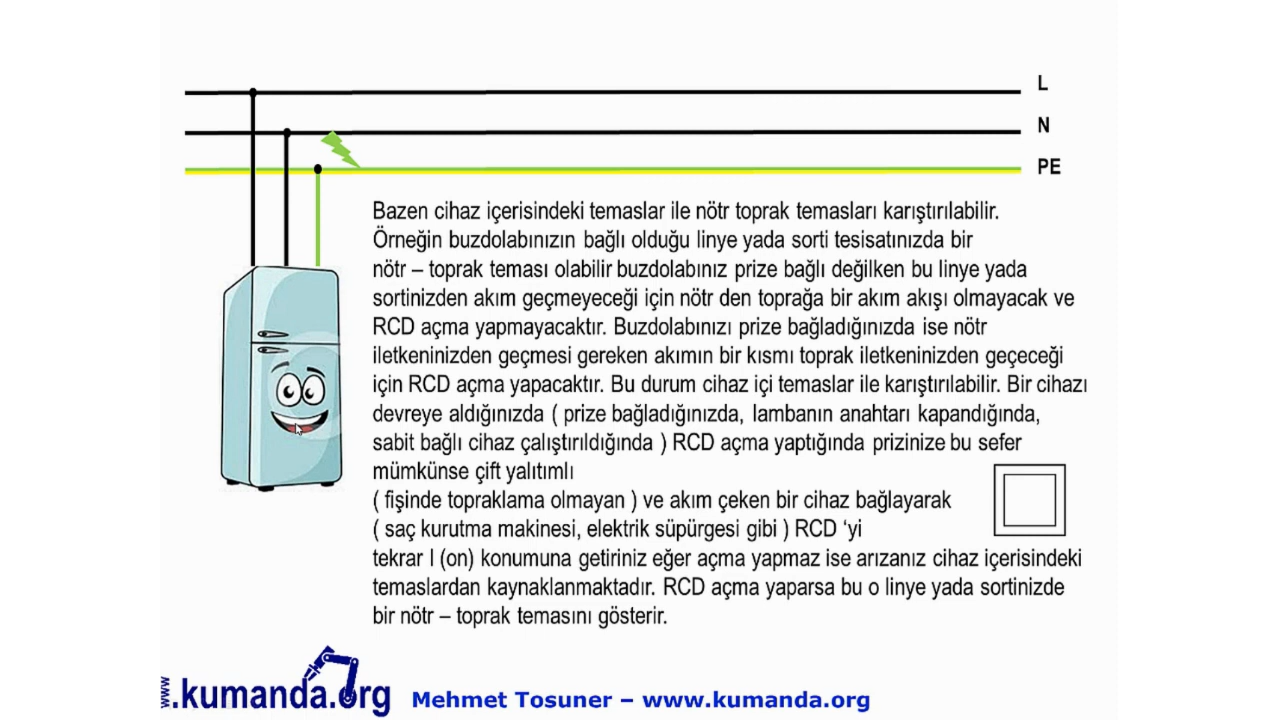 L
N
PE
Bazen cihaz içerisindeki temaslar ile nötr toprak temasları karıştırılabilir.
Örneğin buzdolabınızın bağlı olduğu linye yada sorti tesisatınızda bir
nötr – toprak teması olabilir buzdolabınız prize bağlı değilken bu linye yada
sortinizden akım geçmeyeceği için nötr den toprağa bir akım akışı olmayacak ve
RCD açma yapmayacaktır. Buzdolabınızı prize bağladığınızda ise nötr
iletkeninizden geçmesi gereken akımın bir kısmı toprak iletkeninizden geçeceği
için RCD açma yapacaktır. Bu durum cihaz içi temaslar ile karıştırılabilir. Bir cihazı
devreye aldığınızda ( prize bağladığınızda, lambanın anahtarı kapandığında,
sabit bağlı cihaz çalıştırıldığında ) RCD açma yaptığında prizinize bu sefer
mümkünse çift yalıtımlı
( fişinde topraklama olmayan ) ve akım çeken bir cihaz bağlayarak
( saç kurutma makinesi, elektrik süpürgesi gibi ) RCD ‘yi
tekrar I (on) konumuna getiriniz eğer açma yapmaz ise arızanız cihaz içerisindeki
temaslardan kaynaklanmaktadır. RCD açma yaparsa bu o linye yada sortinizde
bir nötr – toprak temasını gösterir.
www.kumanda.org
Mehmet Tosuner – www.kumanda.org